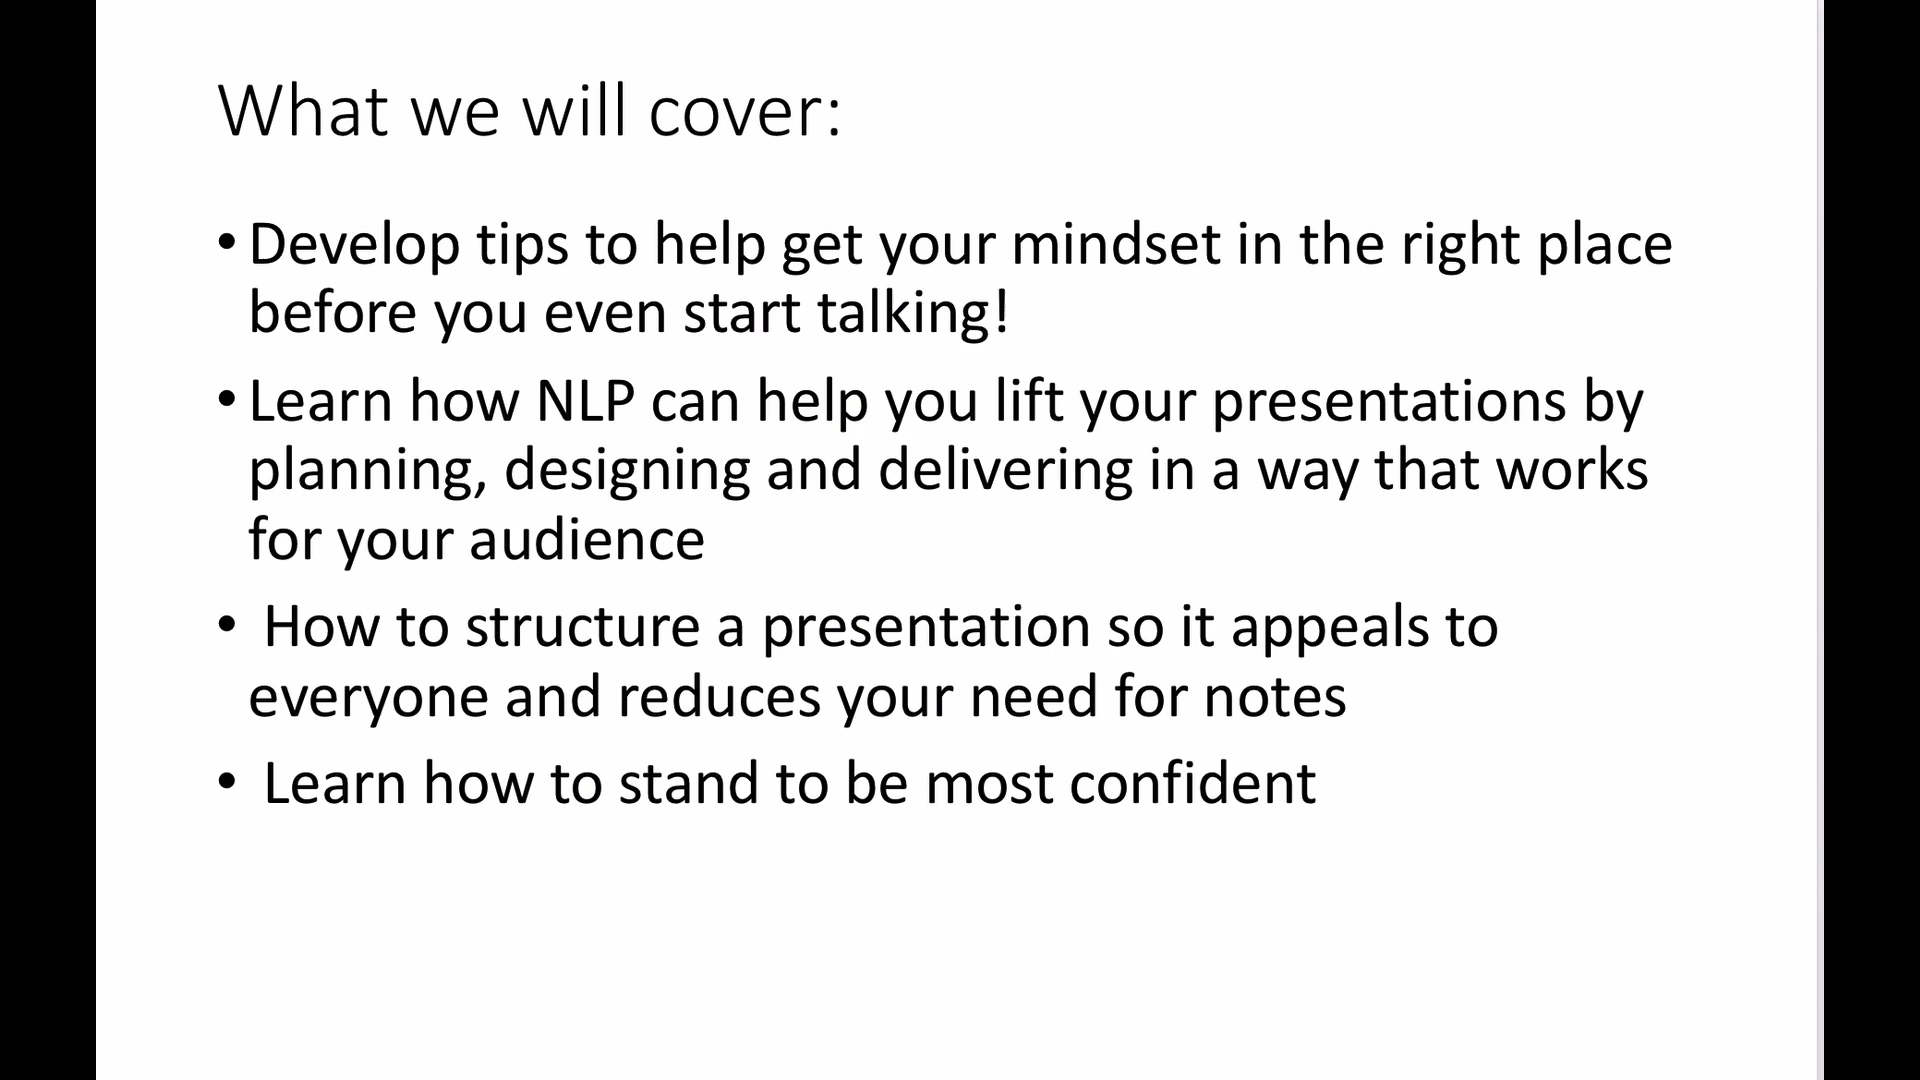 What we will cover:
• Develop tips to help get your mindset in the right place
before you even start talking!
• Learn how NLP can help you lift your presentations by
planning, designing and delivering in a way that works
for your audience
• How to structure a presentation so it appeals to
everyone and reduces your need for notes
• Learn how to stand to be most confident